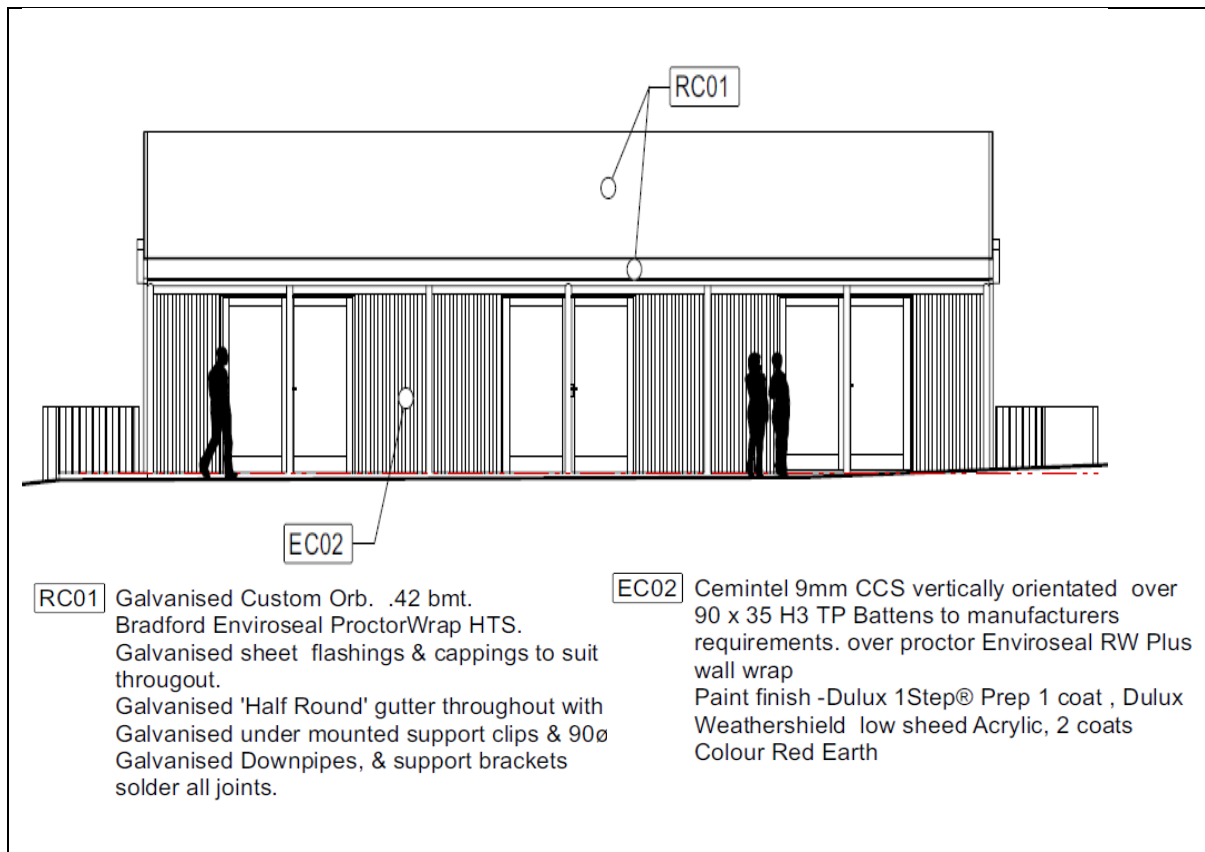 RC01
EC02
RC01 Galvanised Custom Orb. .42 bmt.
Bradford Enviroseal ProctorWrap HTS.
Galvanised sheet flashings & cappings to suit
througout.
Galvanised 'Half Round' gutter throughout with
Galvanised under mounted support clips & 90ø
Galvanised Downpipes, & support brackets
solder all joints.
EC02 Cemintel 9mm CCS vertically orientated over
90 x 35 H3 TP Battens to manufacturers
requirements. over proctor Enviroseal RW Plus
wall wrap
Paint finish -Dulux 1Step® Prep 1 coat , Dulux
Weathershield low sheed Acrylic, 2 coats
Colour Red Earth